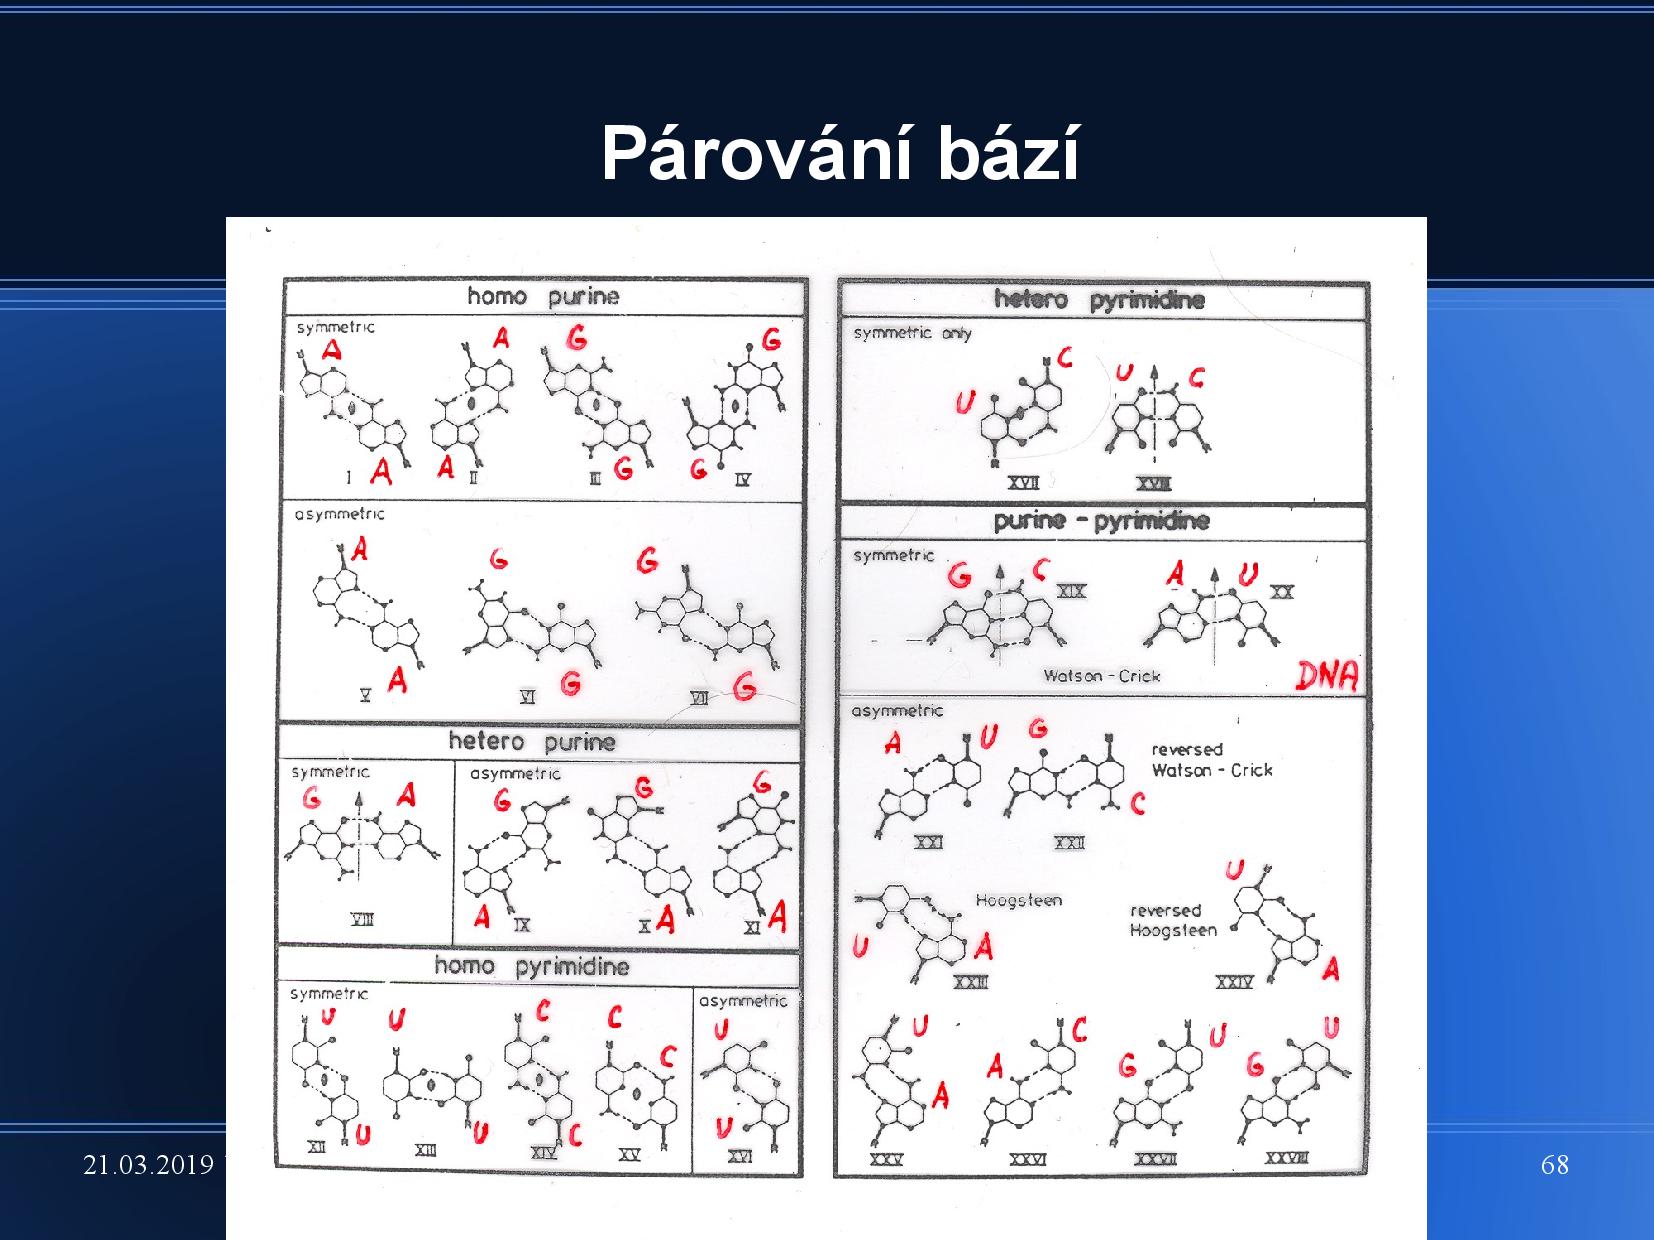 Párování bází
homo purine
symmetric
A A G G
A A G G
I II III IV
asymmetric
A G G
A G G
V VI VII
hetero purine
symmetric asymmetric
G A G G G
A A A
VIII IX X XI
homo pyrimidine
symmetric asymmetric
U U C C C U
U U C U
XII XIII XIV XV XVI
hetero pyrimidine
symmetric only
U C U C
XVII XVIII
purine - pyrimidine
symmetric
G C XIX A U XX
Watson - Crick DNA
asymmetric
A U G C
reversed
Watson - Crick
XXI XXII
Hoogsteen
U A
XXIII
reversed
Hoogsteen
U A
XXIV
U C U U
A A G G
XXV XXVI XXVII XXVIII
21.03.2019
68